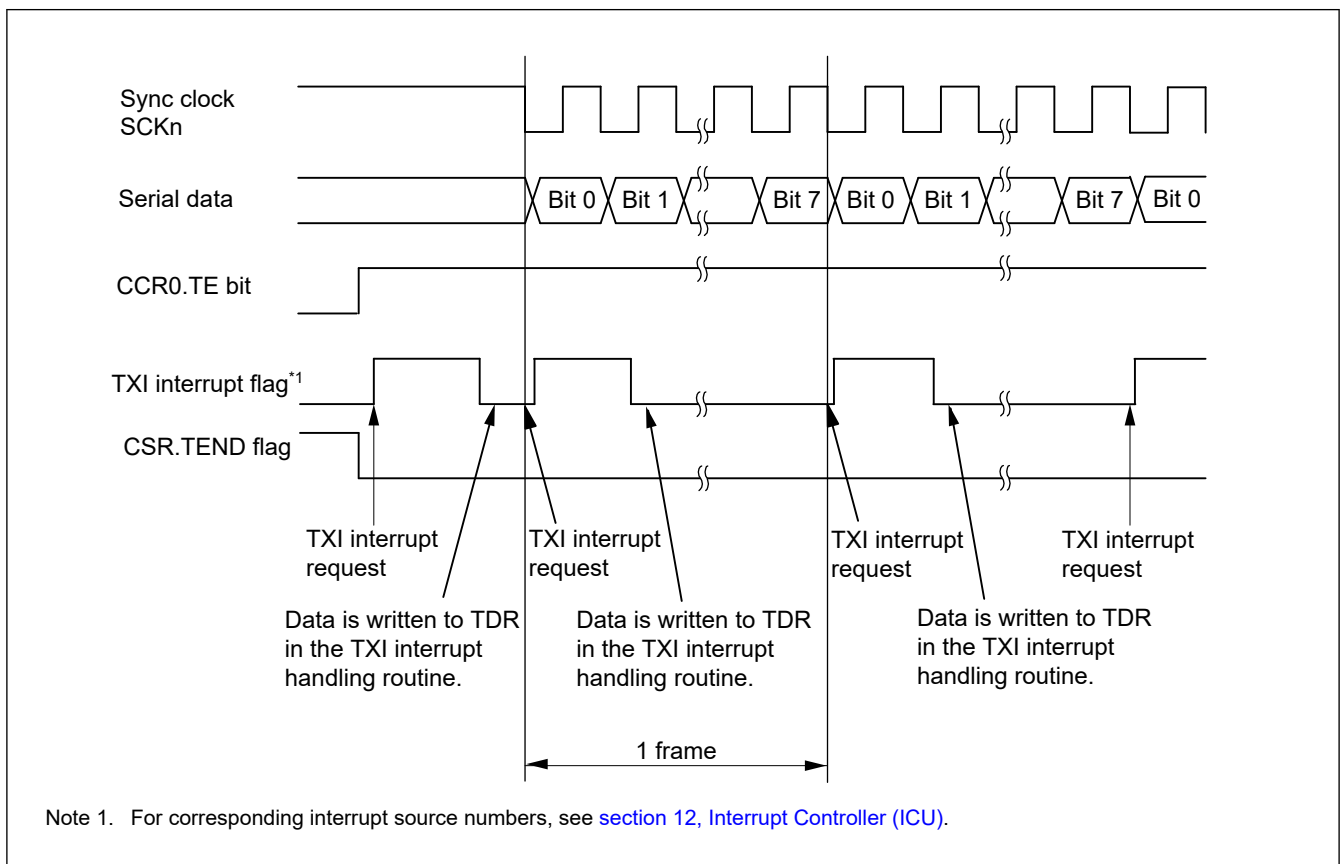 Sync clock
SCKn
Serial data
Bit 0 Bit 1 Bit 7 Bit 0 Bit 1 Bit 7 Bit 0
CCR0.TE bit
TXI interrupt flag*1
CSR.TEND flag
TXI interrupt
request
TXI interrupt
request
TXI interrupt
request
TXI interrupt
request
Data is written to TDR
in the TXI interrupt
handling routine.
Data is written to TDR
in the TXI interrupt
handling routine.
Data is written to TDR
in the TXI interrupt
handling routine.
1 frame
Note 1. For corresponding interrupt source numbers, see section 12, Interrupt Controller (ICU).